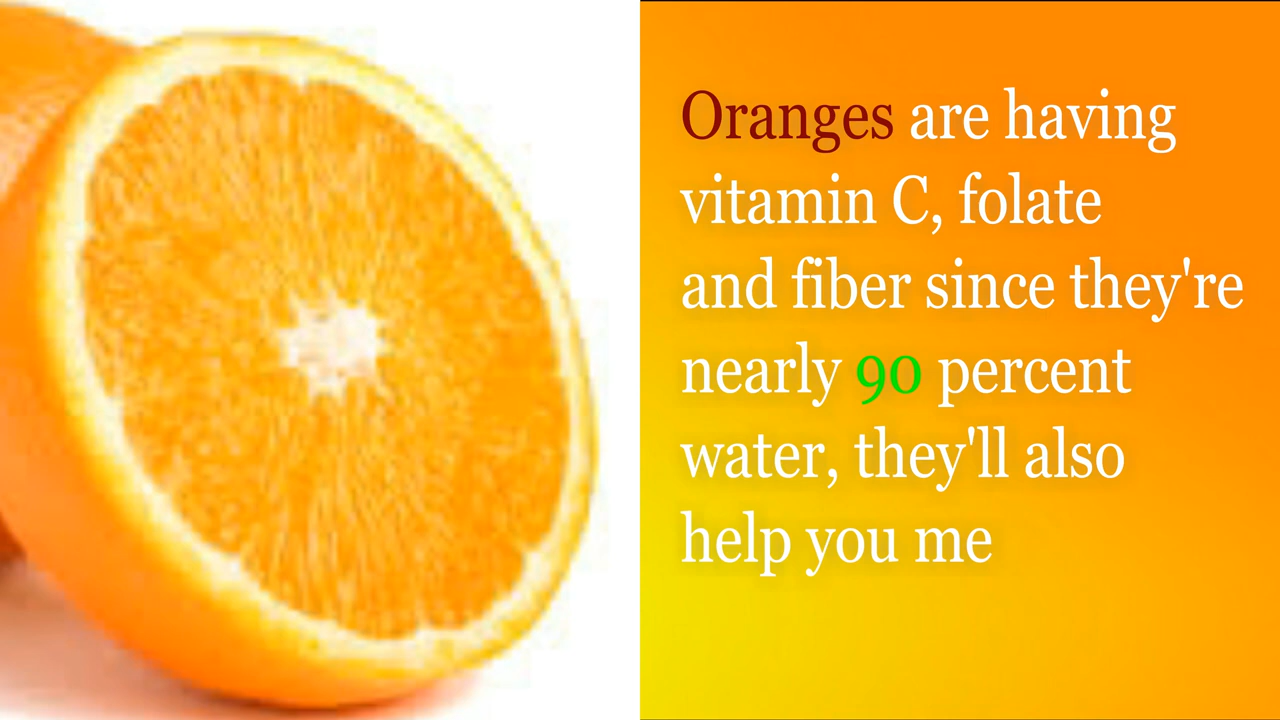 Oranges are having
vitamin C, folate
and fiber since they're
nearly 90 percent
water, they'll also
help you me